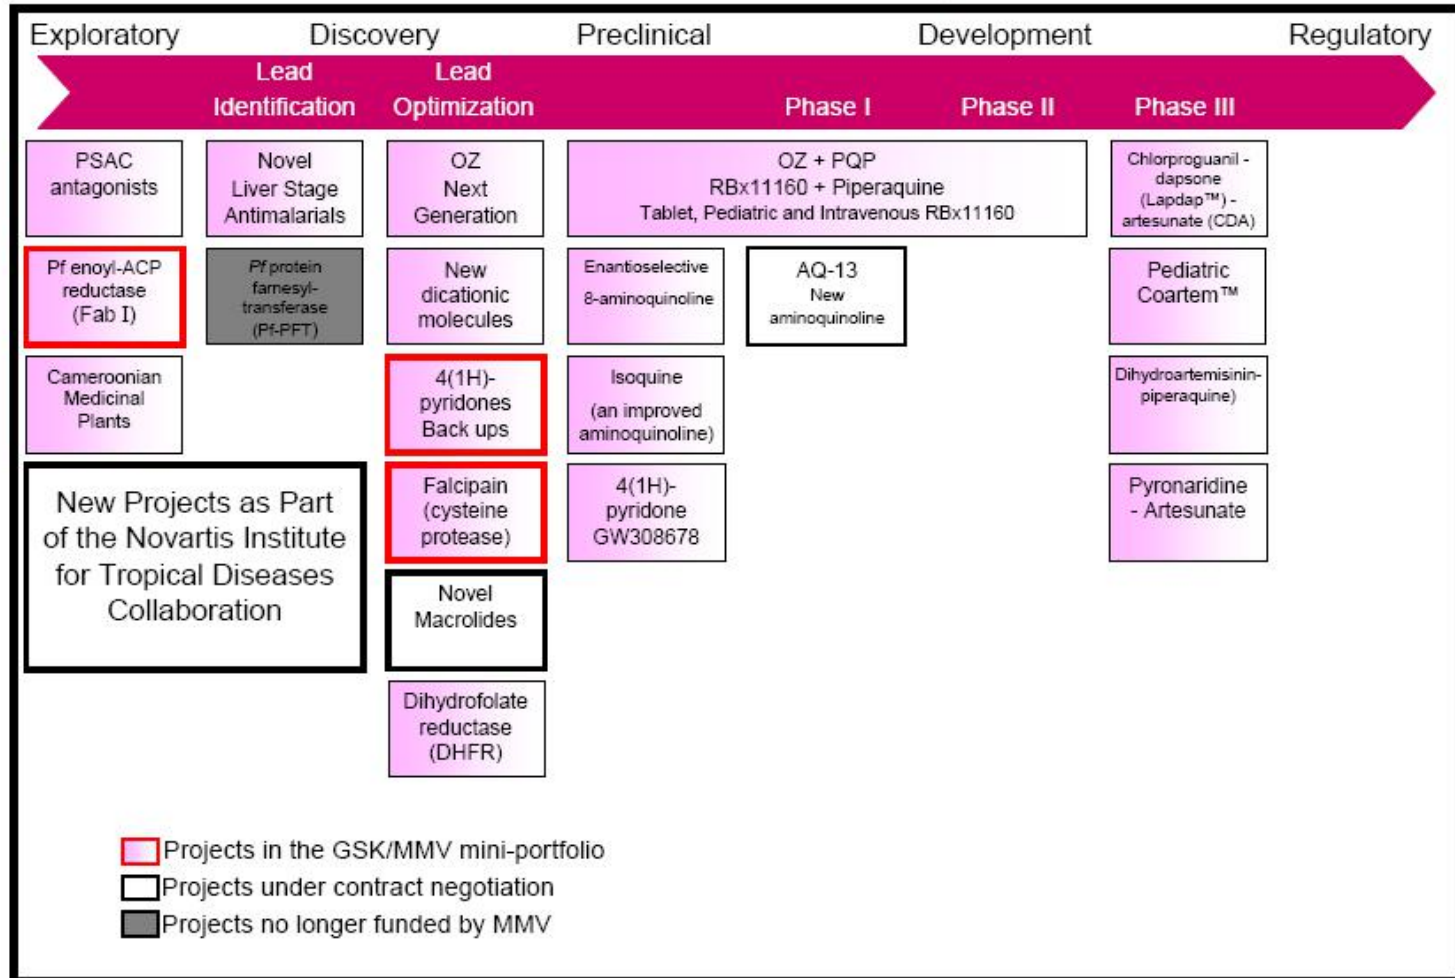 Exploratory Discovery Preclinical Development Regulatory
Lead Identification
Lead Optimization
Phase I Phase II Phase III
PSAC
antagonists
Novel
Liver Stage
Antimalarials
OZ
Next
Generation
OZ + PQP
RBx11160 + Piperaquine
Tablet, Pediatric and Intravenous RBx11160
Chlorproguanil -
dapsone
(Lapdap™) -
artesunate (CDA)
Pf enoyl-ACP
reductase
(Fab I)
Pf protein
farnesyl-
transferase
(Pf-PFT)
New
dicationic
molecules
Enantioselective
8-aminoquinoline
AQ-13
New
aminoquinoline
Pediatric
Coartem™
Cameroonian
Medicinal
Plants
4(1H)-
pyridones
Back ups
Isoquine
(an improved
aminoquinoline)
Dihydroartemisinin-
piperaquine)
New Projects as Part
of the Novartis Institute
for Tropical Diseases
Collaboration
Falcipain
(cysteine
protease)
4(1H)-
pyridone
GW308678
Pyronaridine
- Artesunate
Novel
Macrolides
Dihydrofolate
reductase
(DHFR)
Projects in the GSK/MMV mini-portfolio
Projects under contract negotiation
Projects no longer funded by MMV